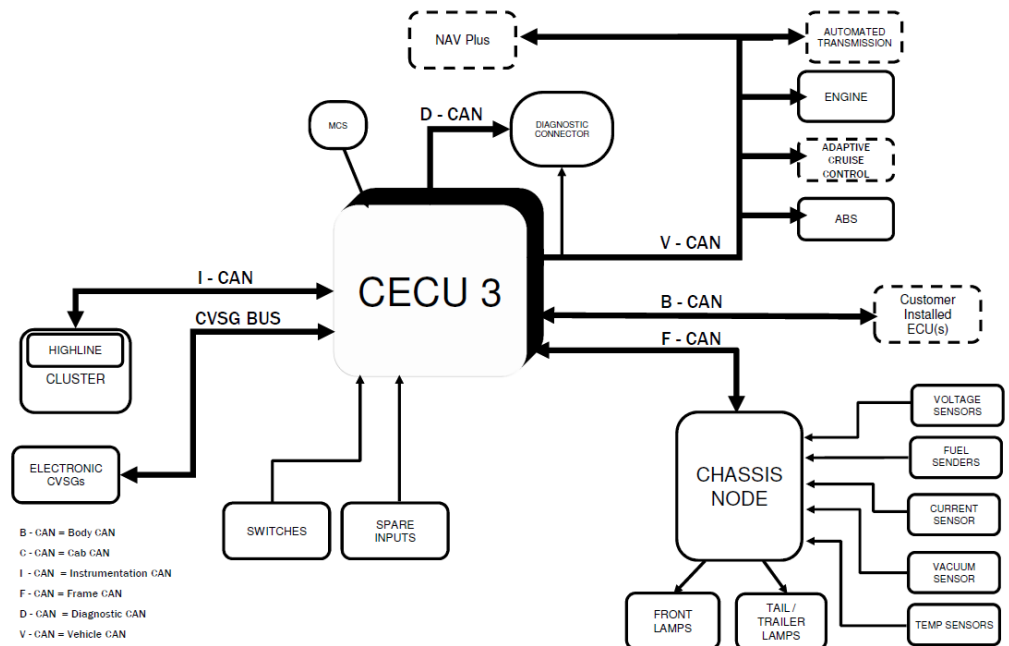 NAV Plus
AUTOMATED
TRANSMISSION
ENGINE
ADAPTIVE
CRUISE
CONTROL
ABS
MCS
D - CAN
DIAGNOSTIC
CONNECTOR
V - CAN
I - CAN
CECU 3
CVSG BUS
B - CAN
Customer
Installed
ECU(s)
F - CAN
HIGHLINE
CLUSTER
ELECTRONIC
CVSGs
SWITCHES
SPARE
INPUTS
CHASSIS
NODE
VOLTAGE
SENSORS
FUEL
SENDERS
CURRENT
SENSOR
VACUUM
SENSOR
TEMP SENSORS
FRONT
LAMPS
TAIL /
TRAILER
LAMPS
B - CAN = Body CAN
C - CAN = Cab CAN
I - CAN = Instrumentation CAN
F - CAN = Frame CAN
D - CAN = Diagnostic CAN
V - CAN = Vehicle CAN